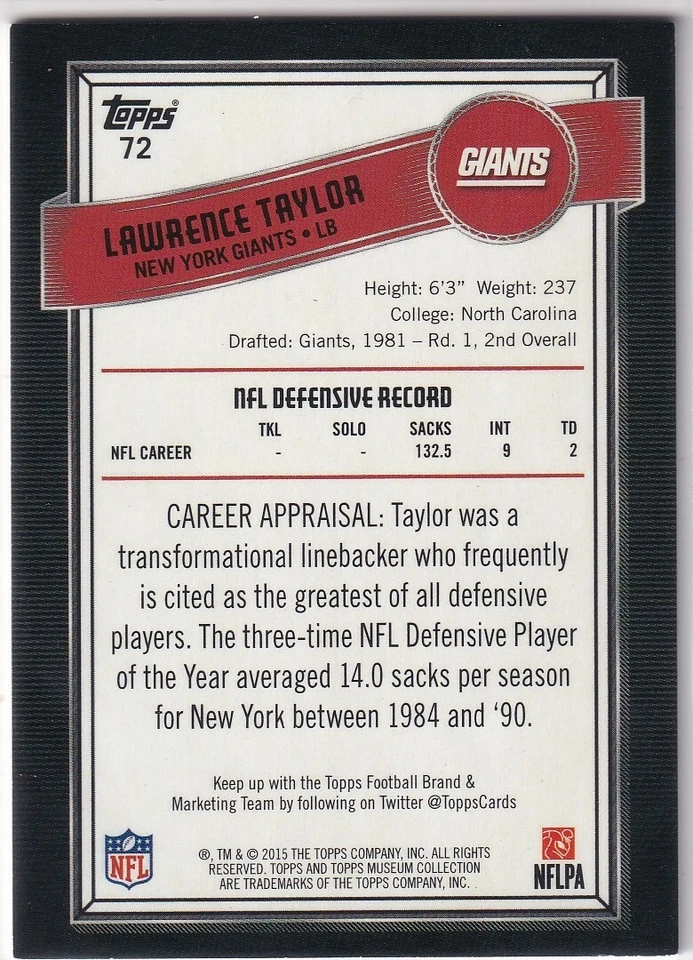 Topps®
72
GIANTS
LAWRENCE TAYLOR
NEW YORK GIANTS • LB
Height: 6'3” Weight: 237
College: North Carolina
Drafted: Giants, 1981 – Rd. 1, 2nd Overall
NFL DEFENSIVE RECORD
TKL SOLO SACKS INT TD
NFL CAREER - - 132.5 9 2
CAREER APPRAISAL: Taylor was a
transformational linebacker who frequently
is cited as the greatest of all defensive
players. The three-time NFL Defensive Player
of the Year averaged 14.0 sacks per season
for New York between 1984 and ‘90.
Keep up with the Topps Football Brand &
Marketing Team by following on Twitter @ToppsCards
NFL
®, TM & © 2015 THE TOPPS COMPANY, INC. ALL RIGHTS
RESERVED. TOPPS AND TOPPS MUSEUM COLLECTION
ARE TRADEMARKS OF THE TOPPS COMPANY, INC.
NFLPA